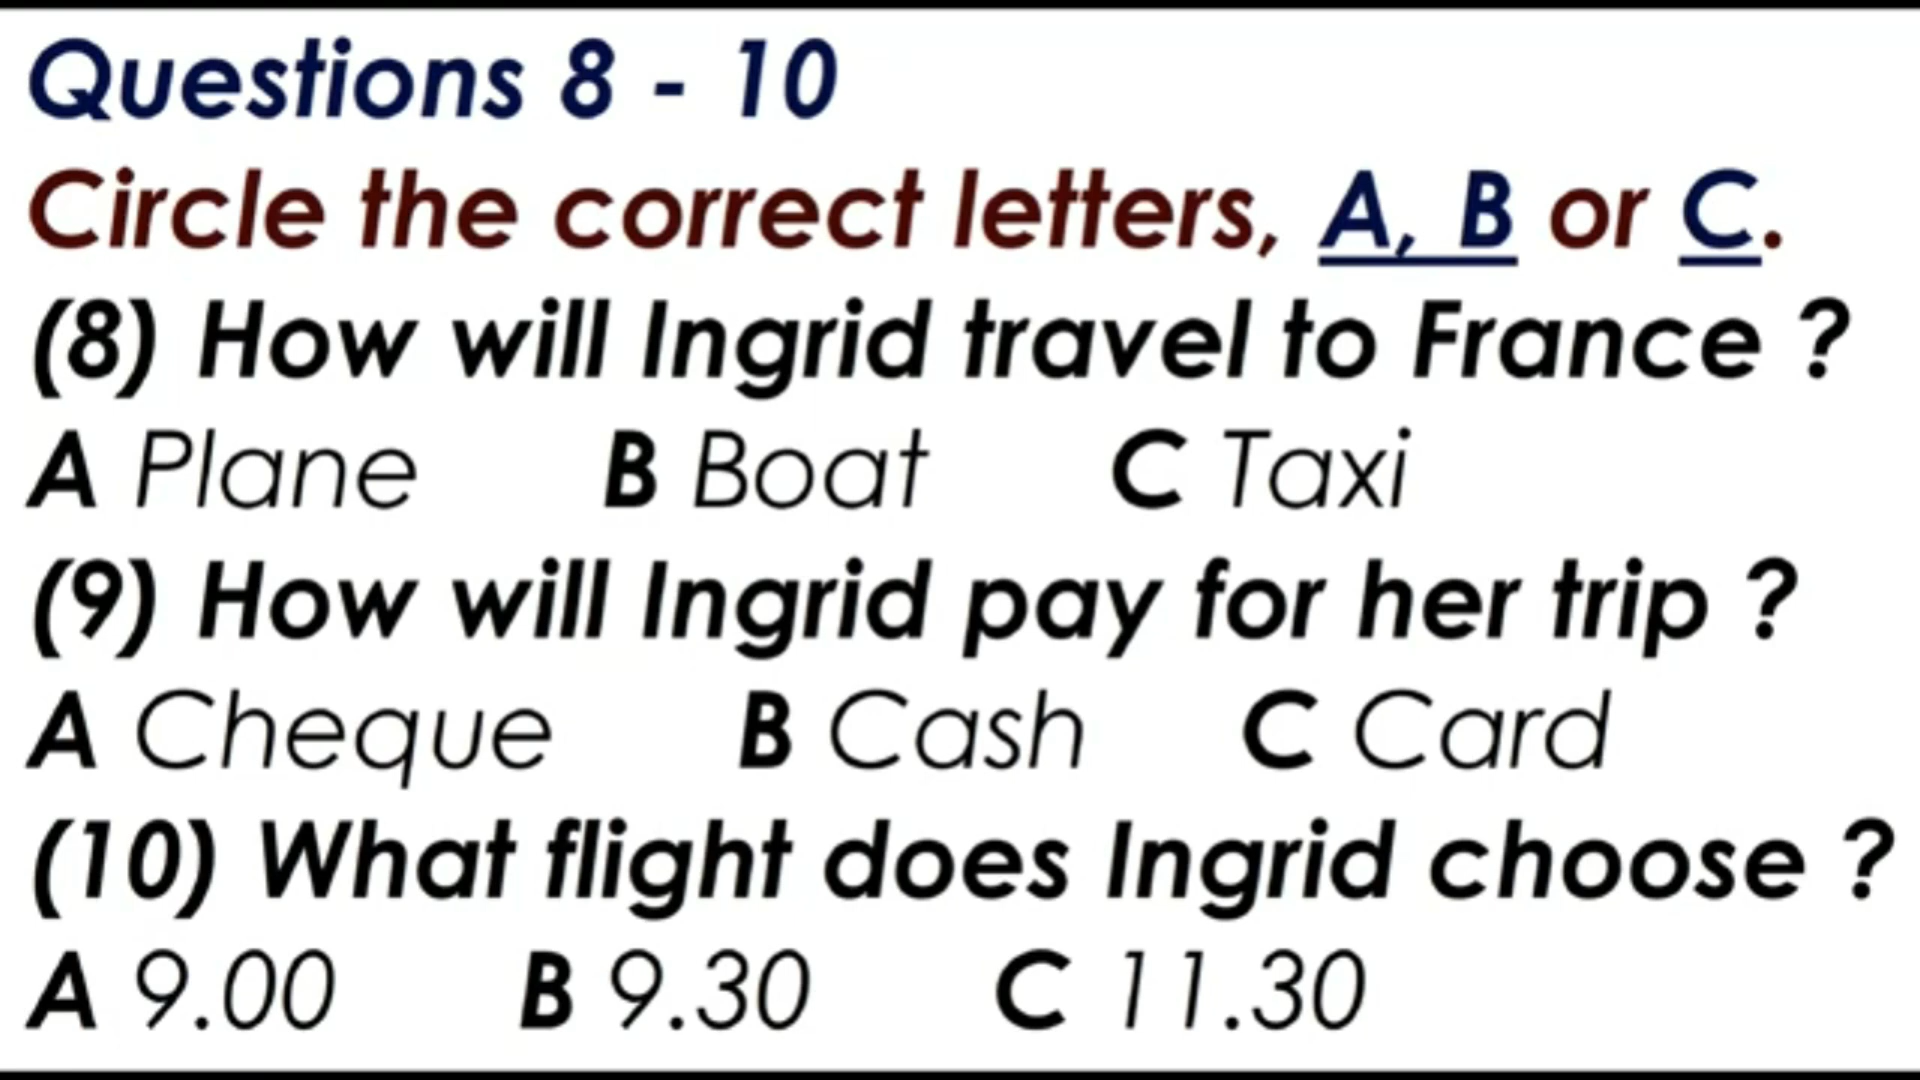 Questions 8 - 10
Circle the correct letters, A, B or C.
(8) How will Ingrid travel to France ?
A Plane B Boat C Taxi
(9) How will Ingrid pay for her trip ?
A Cheque B Cash C Card
(10) What flight does Ingrid choose ?
A 9.00 B 9.30 C 11.30